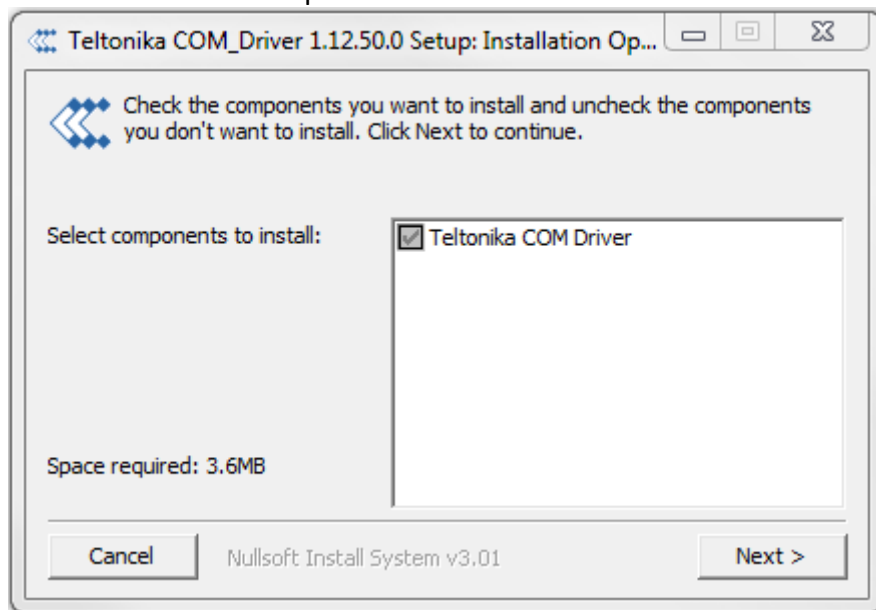 Teltonika COM_Driver 1.12.50.0 Setup: Installation Op...
Check the components you want to install and uncheck the components
you don't want to install. Click Next to continue.
Select components to install:
Teltonika COM Driver
Space required: 3.6MB
Cancel
Nullsoft Install System v3.01
Next >